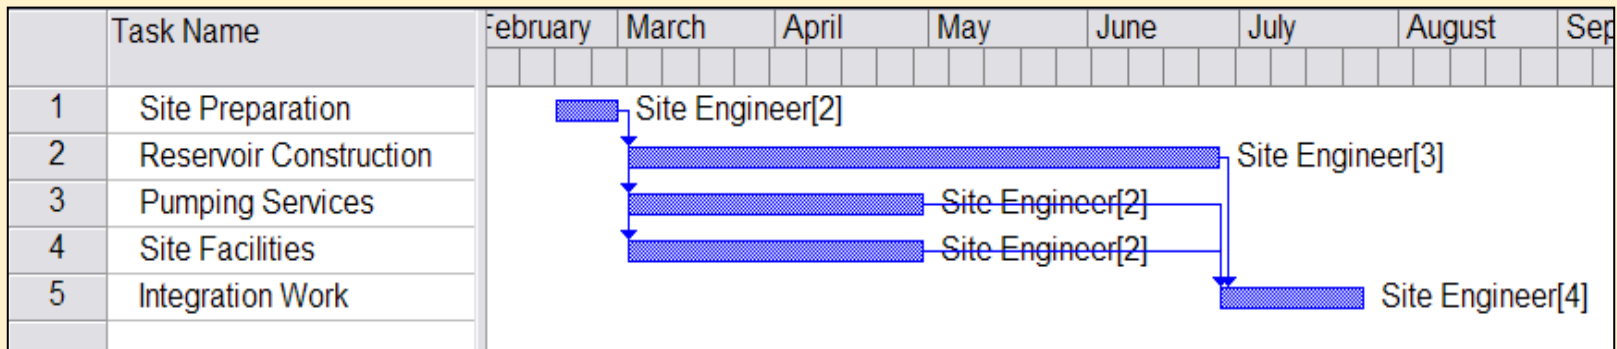 Task Name February March April May June July August Sep
1 Site Preparation Site Engineer[2]
2 Reservoir Construction Site Engineer[3]
3 Pumping Services Site Engineer[2]
4 Site Facilities Site Engineer[2]
5 Integration Work Site Engineer[4]